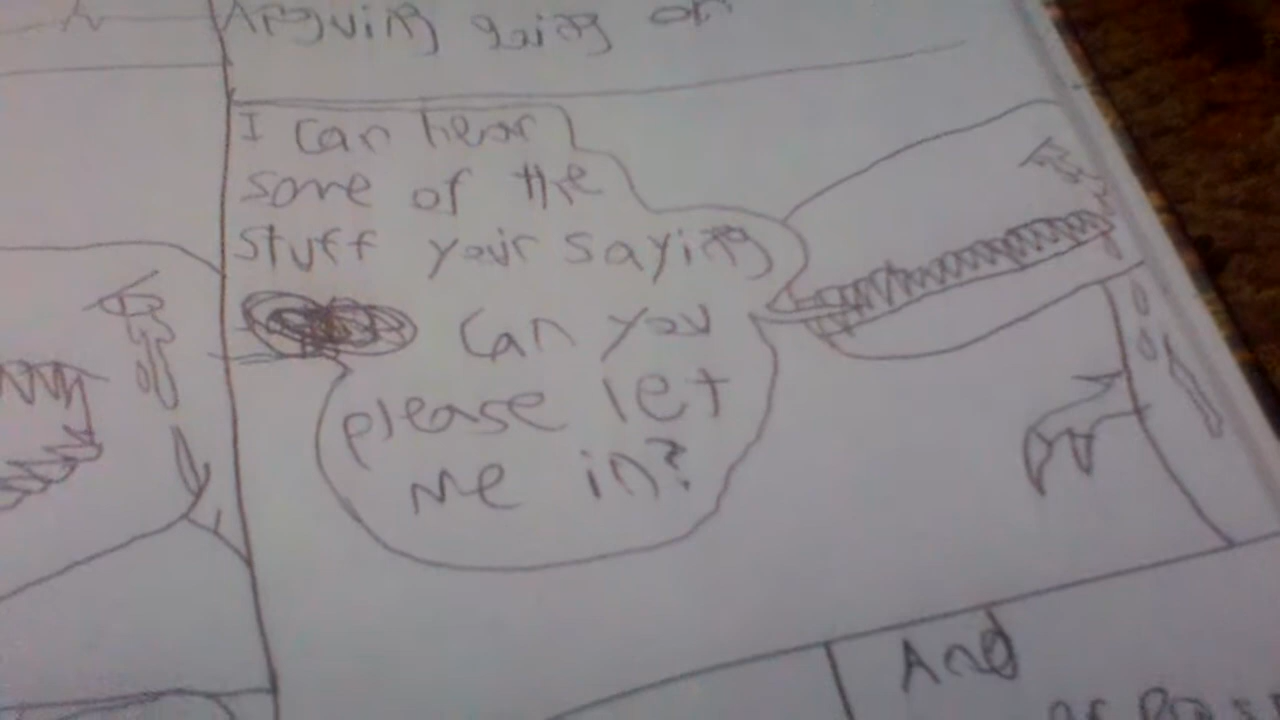 Arguing going on
I can hear
some of the
stuff your saying
can you
please let
me in?
And